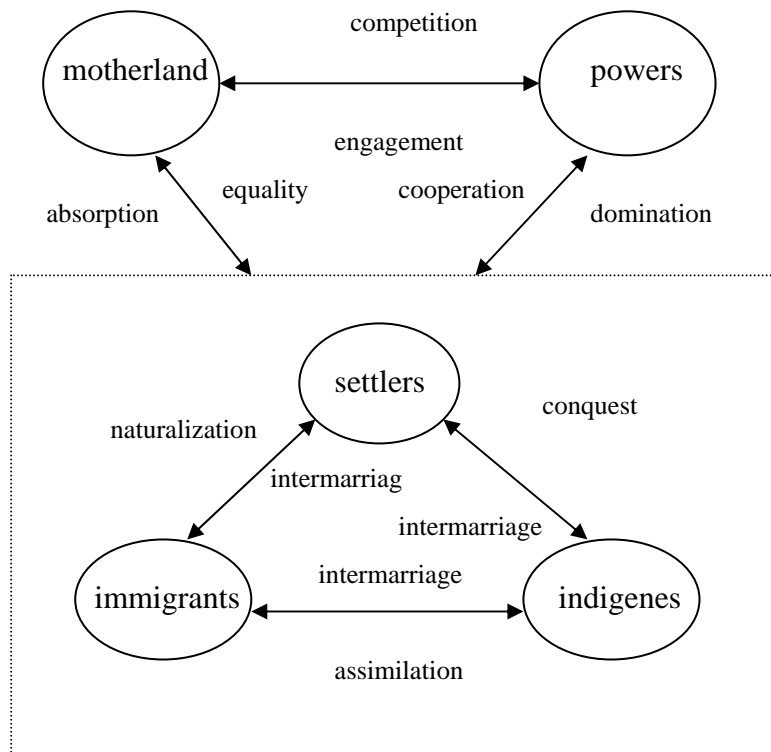 competition
motherland
powers
engagement
equality
cooperation
absorption
domination
settlers
conquest
naturalization
intermarriag
intermarriage
intermarriage
immigrants
indigenes
assimilation